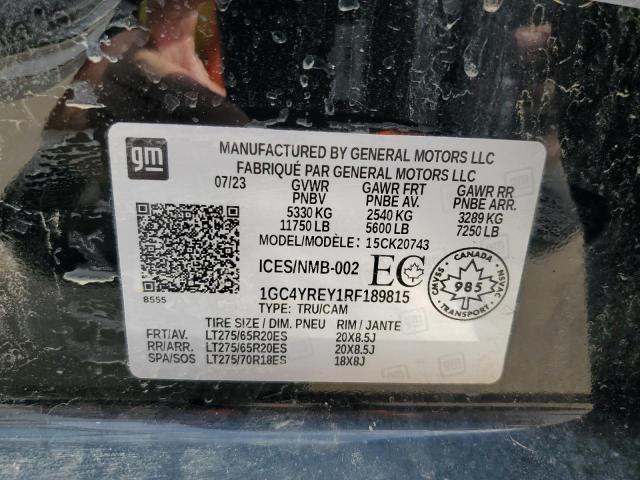 gm
MANUFACTURED BY GENERAL MOTORS LLC
FABRIQUÉ PAR GENERAL MOTORS LLC
07/23 GVWR GAWR FRT GAWR RR
PNBV PNBE AV. PNBE ARR.
5330 KG 2540 KG 3289 KG
11750 LB 5600 LB 7250 LB
MODEL/MODÈLE: 15CK20743
ICES/NMB-002 EC
CANADA
CMVSS 985 NSVAC
TRANSPORT
8555
1GC4YREY1RF189815
TYPE: TRU/CAM
TIRE SIZE / DIM. PNEU RIM / JANTE
FRT/AV. LT275/65R20ES 20X8.5J
RR/ARR. LT275/65R20ES 20X8.5J
SPA/SOS LT275/70R18ES 18X8J